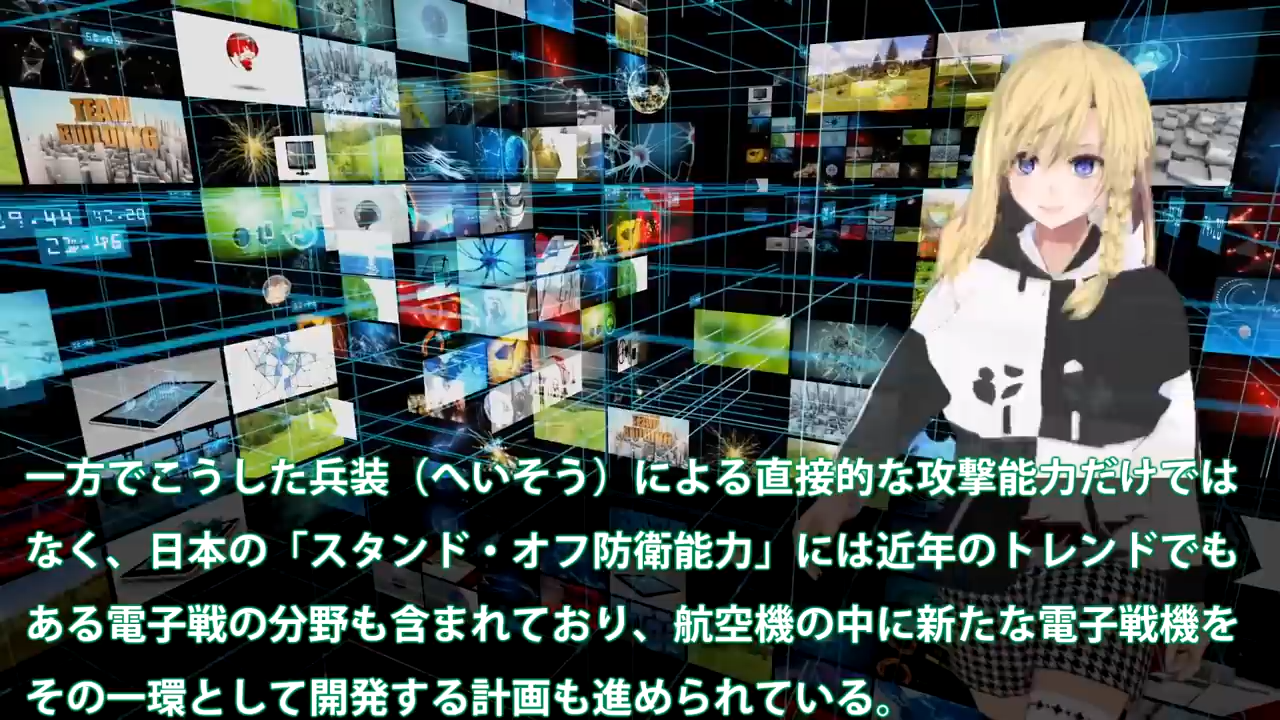 TEAM
BUILDING
一方でこうした兵装（へいそう）による直接的な攻撃能力だけでは
なく、日本の「スタンド・オフ防衛能力」には近年のトレンドでも
ある電子戦の分野も含まれており、航空機の中に新たな電子戦機を
その一環として開発する計画も進められている。